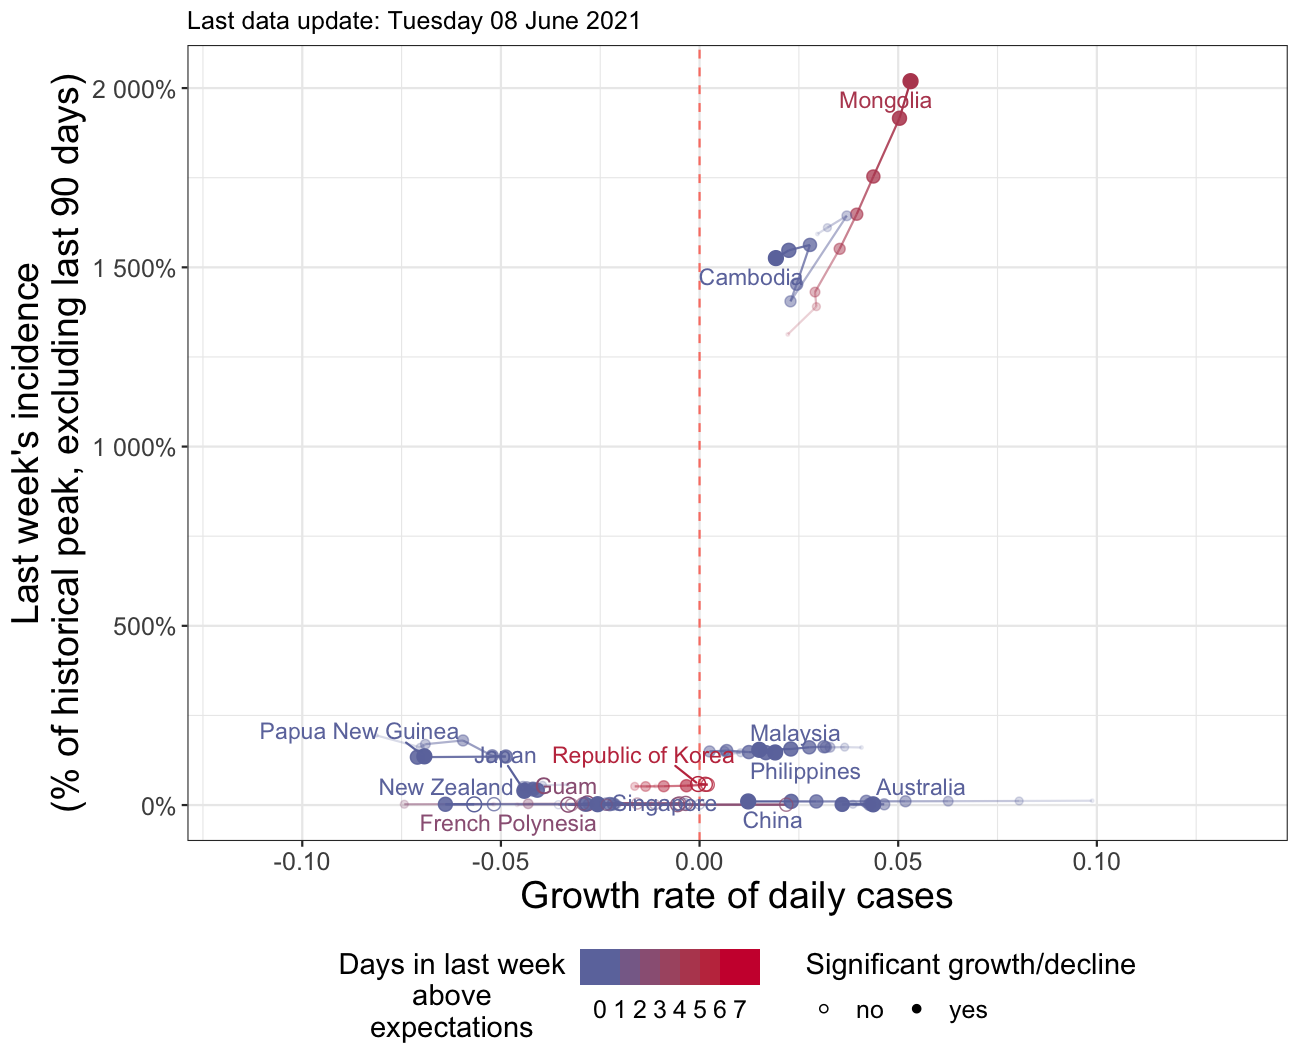 Last data update: Tuesday 08 June 2021
Last week's incidence
(% of historical peak, excluding last 90 days)
2 000%
1 500%
1 000%
500%
0%
Mongolia
Cambodia
Papua New Guinea
Japan
Republic of Korea
Malaysia
Philippines
New Zealand
Guam
Singapore
Australia
French Polynesia
China
-0.10
-0.05
0.00
0.05
0.10
Growth rate of daily cases
Days in last week
above
expectations
0 1 2 3 4 5 6 7
Significant growth/decline
no
yes